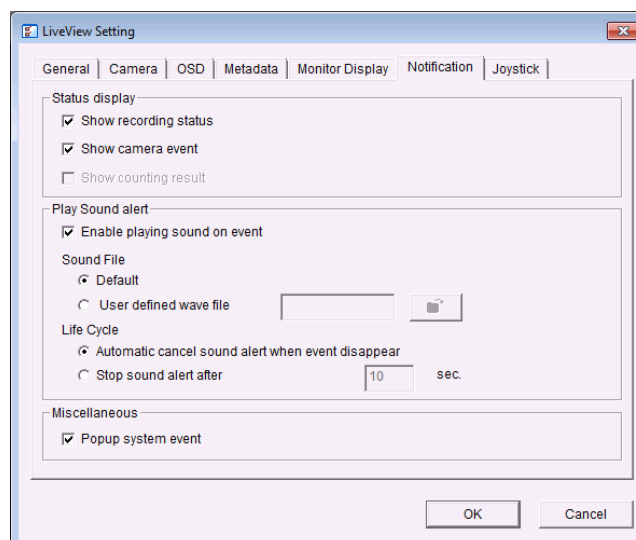 LiveView Setting
General Camera OSD Metadata Monitor Display Notification Joystick
Status display
Show recording status
Show camera event
Show counting result
Play Sound alert
Enable playing sound on event
Sound File
Default
User defined wave file
Life Cycle
Automatic cancel sound alert when event disappear
Stop sound alert after 10 sec.
Miscellaneous
Popup system event
OK Cancel